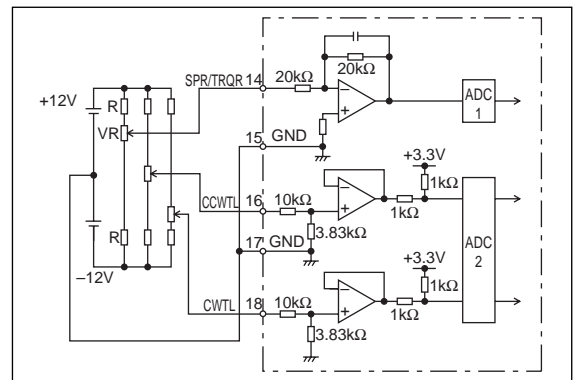 SPR/TRQR 14
20kΩ
20kΩ
ADC
1
+12V
R
VR
15 GND
+3.3V
1kΩ
CCWTL
16
10kΩ
1kΩ
3.83kΩ
R
17 GND
ADC
2
−12V
+3.3V
1kΩ
CWTL
18
10kΩ
1kΩ
3.83kΩ